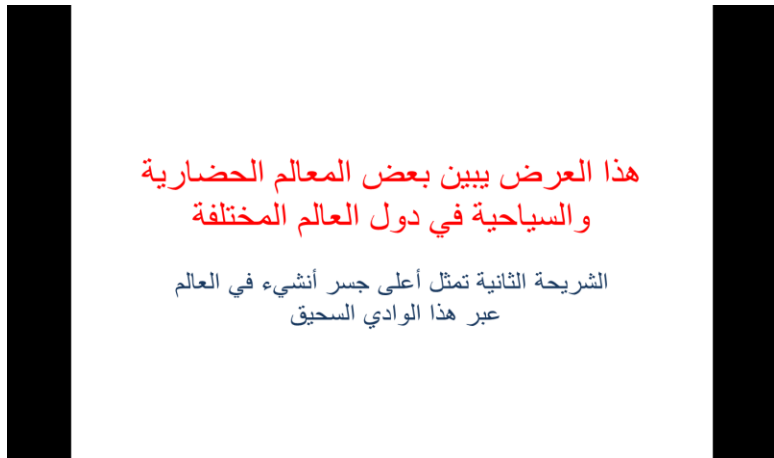 هذا العرض يبين بعض المعالم الحضارية
والسياحية في دول العالم المختلفة
الشريحة الثانية تمثل أعلى جسر أنشيء في العالم
عبر هذا الوادي السحيق